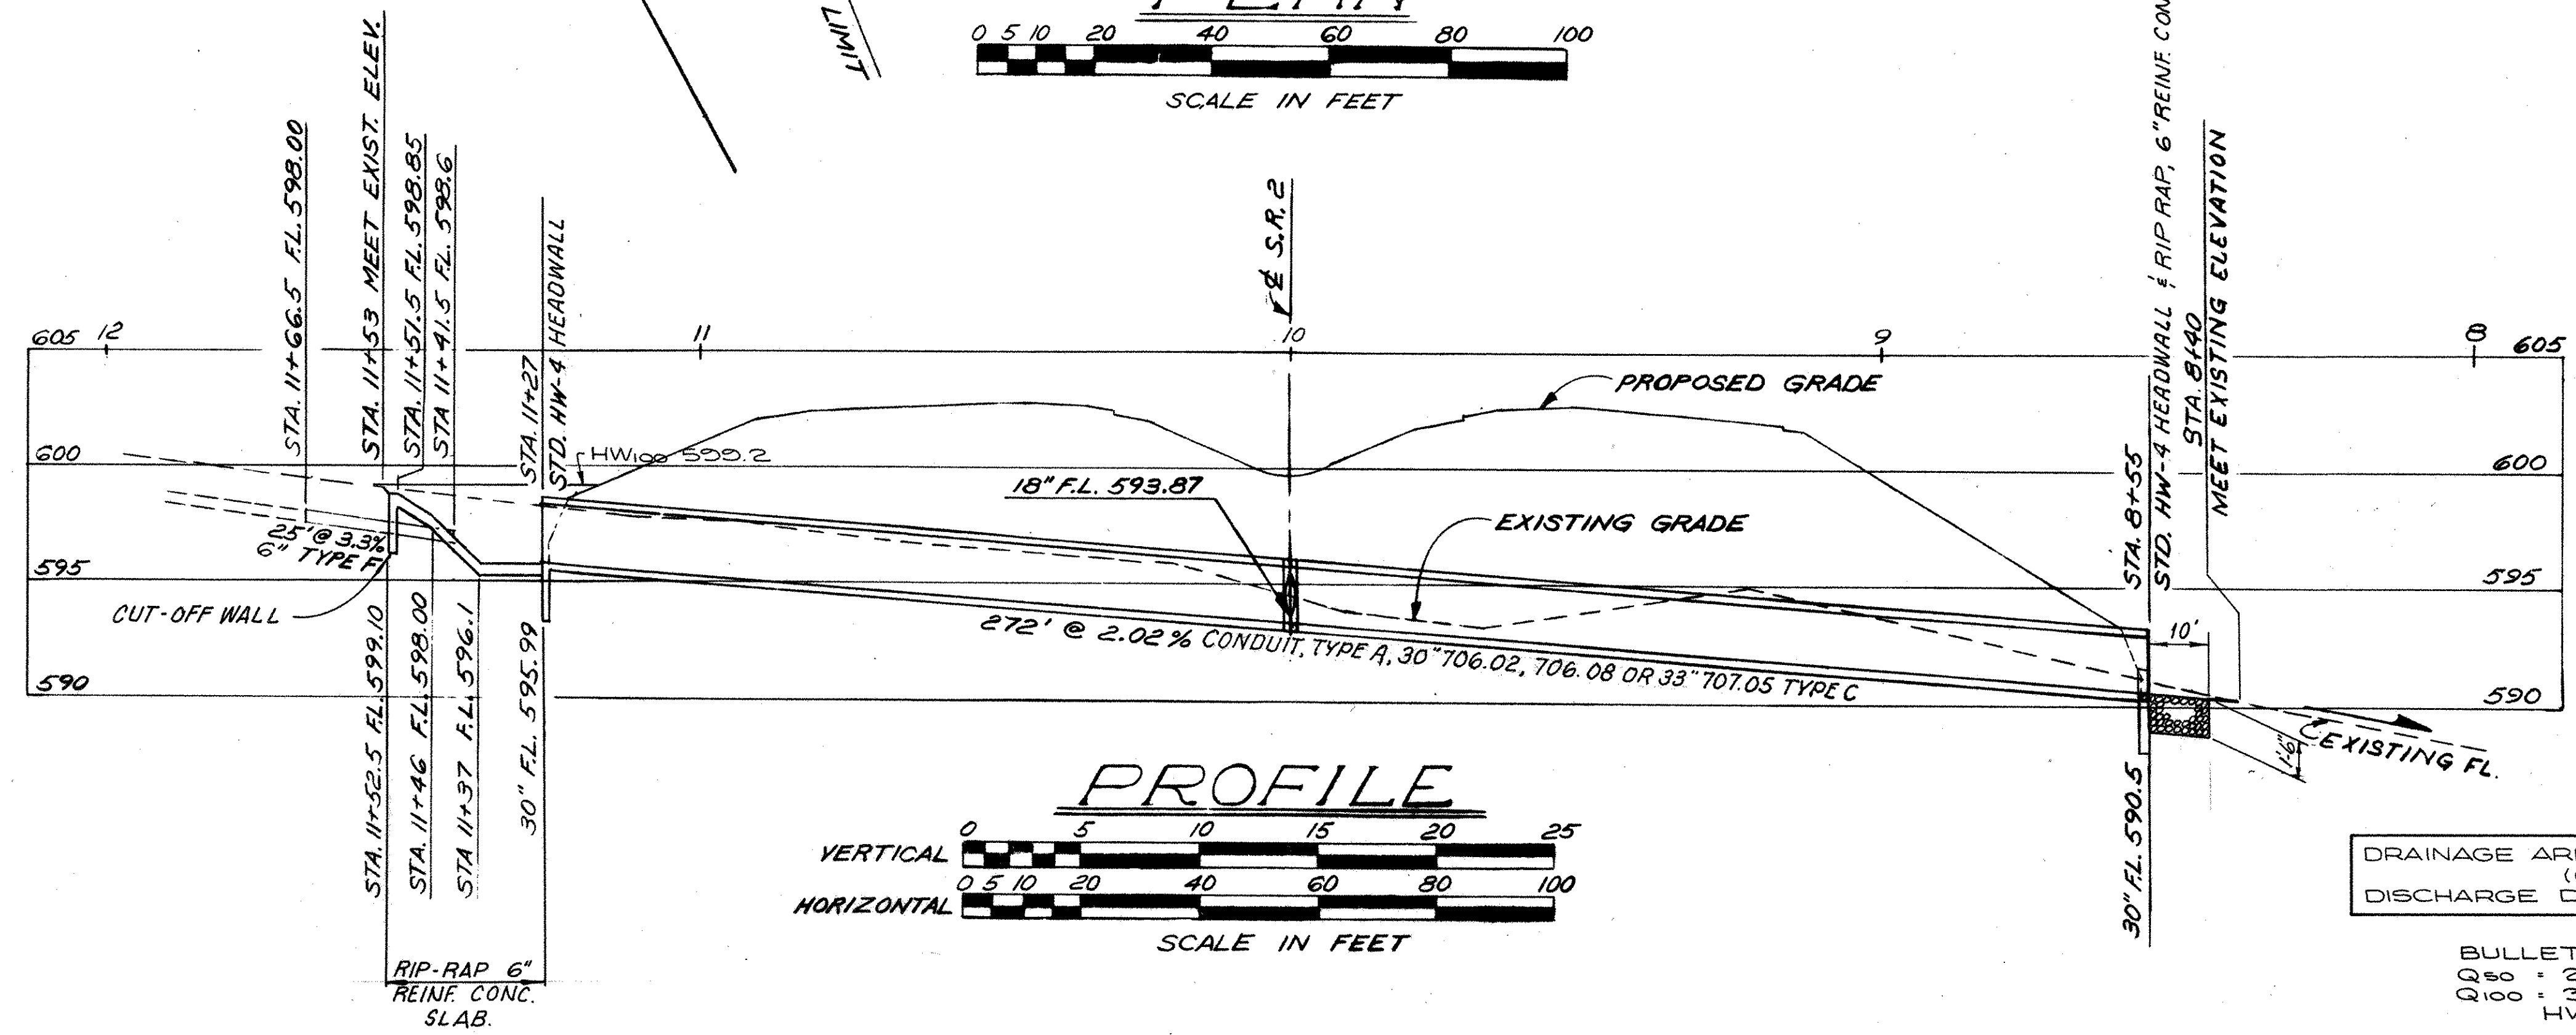 0 5 10 20 40 60 80 100
SCALE IN FEET
LIMIT
STA. 11+66.5 F.L. 598.00
STA. 11+53 MEET EXIST. ELEV.
STA. 11+51.5 F.L. 598.85
STA 11+41.5 F.L. 598.6
STA. 11+27
STD. HW-4 HEADWALL
℄ S.R. 2
STA. 8+55
STD. HW-4 HEADWALL & RIP RAP, 6" REINF. CON
STA. 8+40
MEET EXISTING ELEVATION
605 12 11 10 9 8 605
PROPOSED GRADE
600 HW100 599.2 600
18" F.L. 593.87
EXISTING GRADE
25' @ 3.3%
6" TYPE F
595 595
CUT-OFF WALL
272' @ 2.02% CONDUIT, TYPE A, 30" 706.02, 706.08 OR 33" 707.05 TYPE C
10'
590 590
1'-6"
EXISTING FL.
STA. 11+52.5 F.L. 599.10
STA. 11+46 F.L. 598.00
STA 11+37 F.L. 596.1
30" F.L. 595.99
30" F.L. 590.5
PROFILE
0 5 10 15 20 25
VERTICAL
0 5 10 20 40 60 80 100
HORIZONTAL
SCALE IN FEET
RIP-RAP 6"
REINF. CONC.
SLAB.
DRAINAGE
DISCHARGE
Q50 =
Q100 =